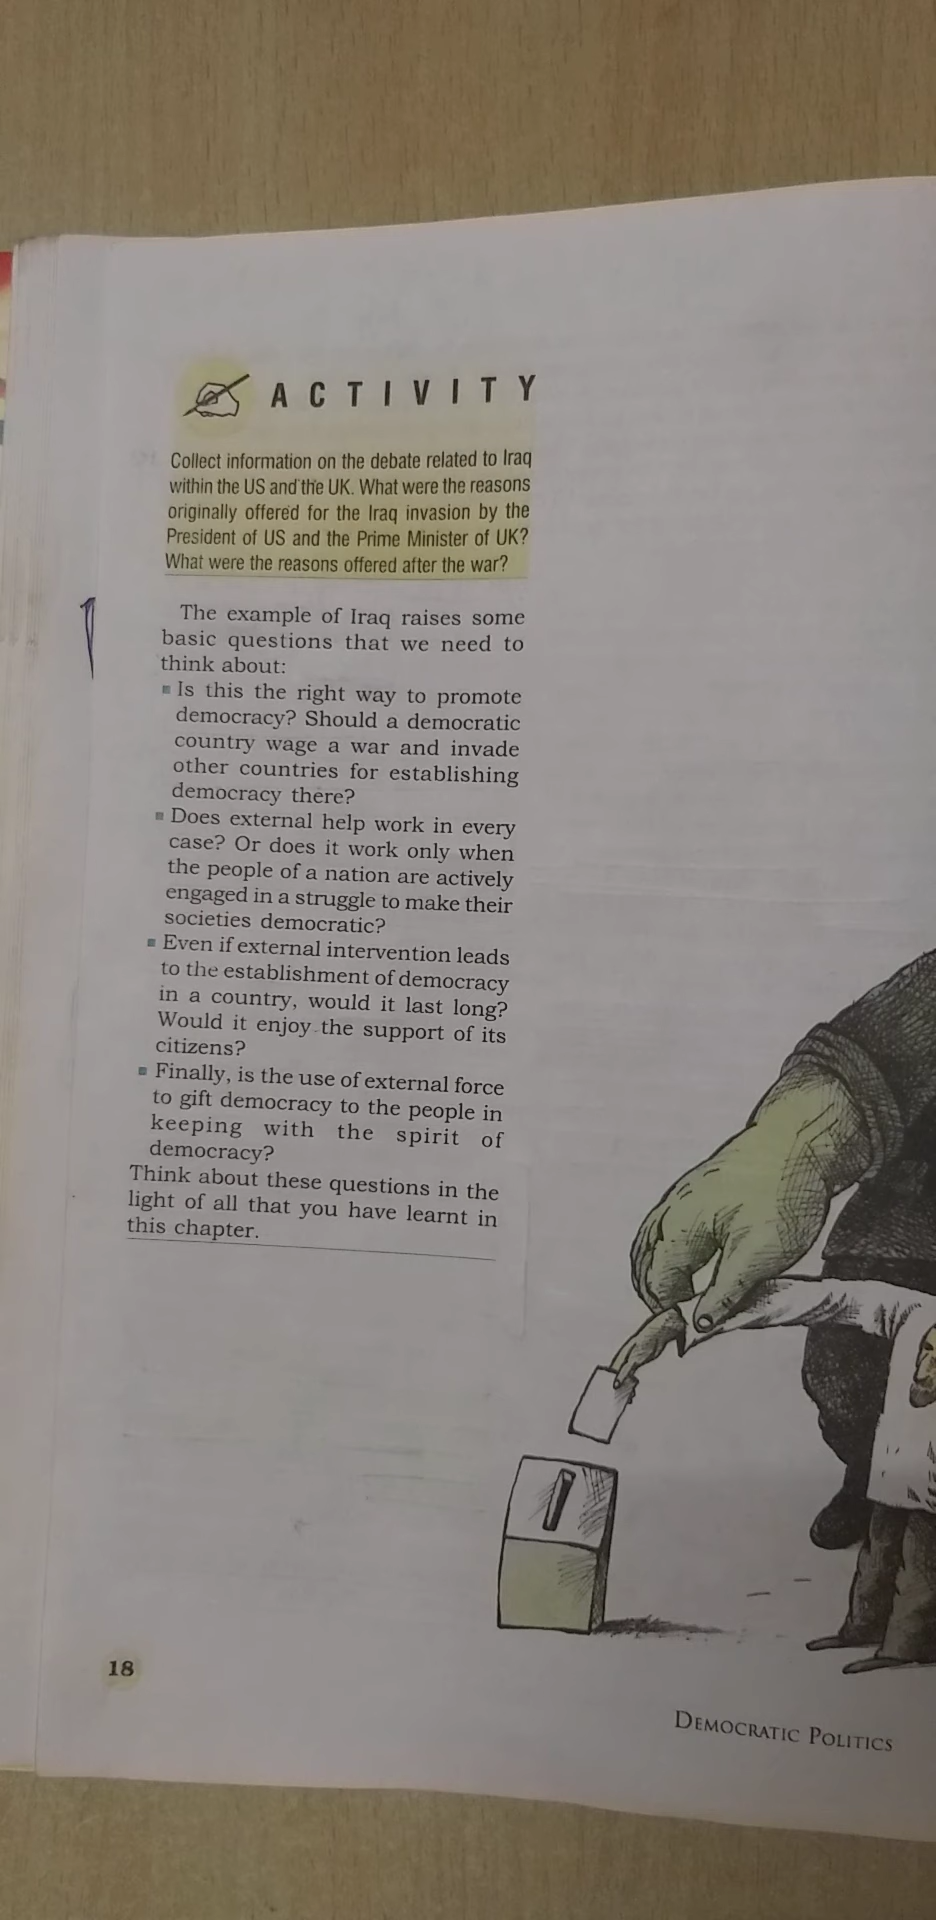 ACTIVITY
Collect information on the debate related to Iraq
within the US and the UK. What were the reasons
originally offered for the Iraq invasion by the
President of US and the Prime Minister of UK?
What were the reasons offered after the war?
The example of Iraq raises some
basic questions that we need to
think about:
▪ Is this the right way to promote
democracy? Should a democratic
country wage a war and invade
other countries for establishing
democracy there?
▪ Does external help work in every
case? Or does it work only when
the people of a nation are actively
engaged in a struggle to make their
societies democratic?
▪ Even if external intervention leads
to the establishment of democracy
in a country, would it last long?
Would it enjoy the support of its
citizens?
▪ Finally, is the use of external force
to gift democracy to the people in
keeping with the spirit of
democracy?
Think about these questions in the
light of all that you have learnt in
this chapter.
18
DEMOCRATIC POLITICS